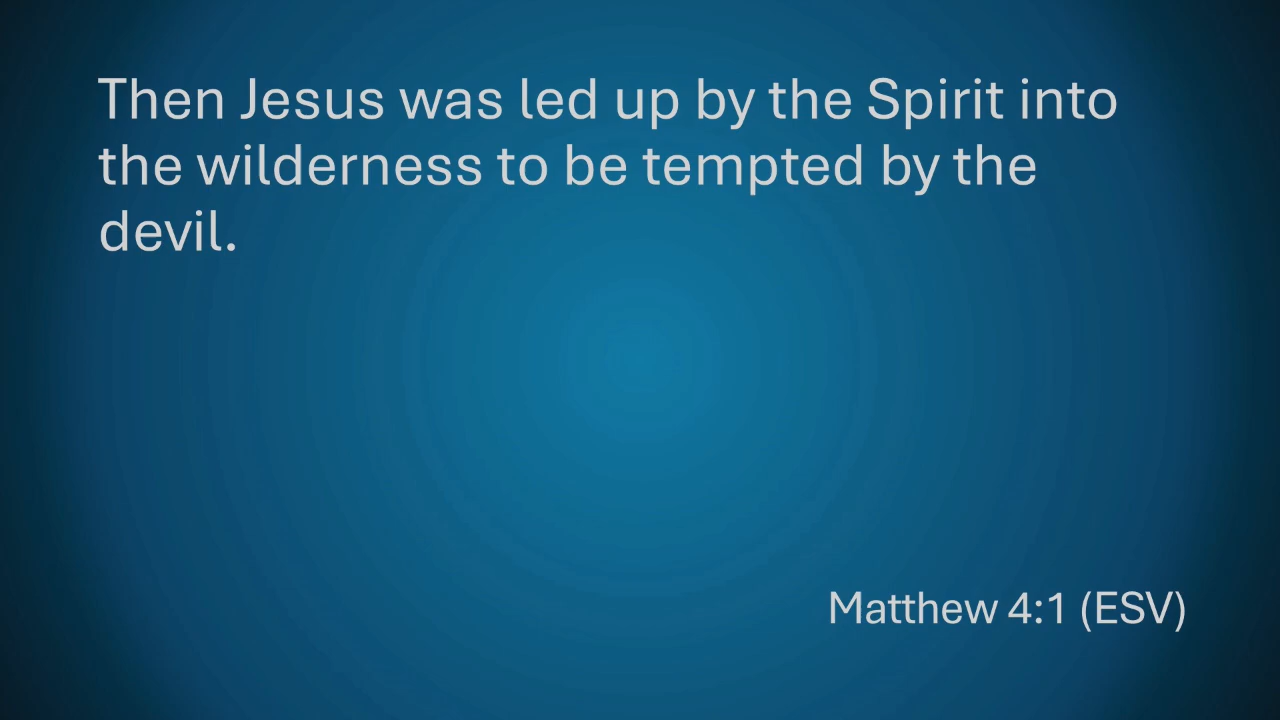 Then Jesus was led up by the Spirit into
the wilderness to be tempted by the
devil.
Matthew 4:1 (ESV)